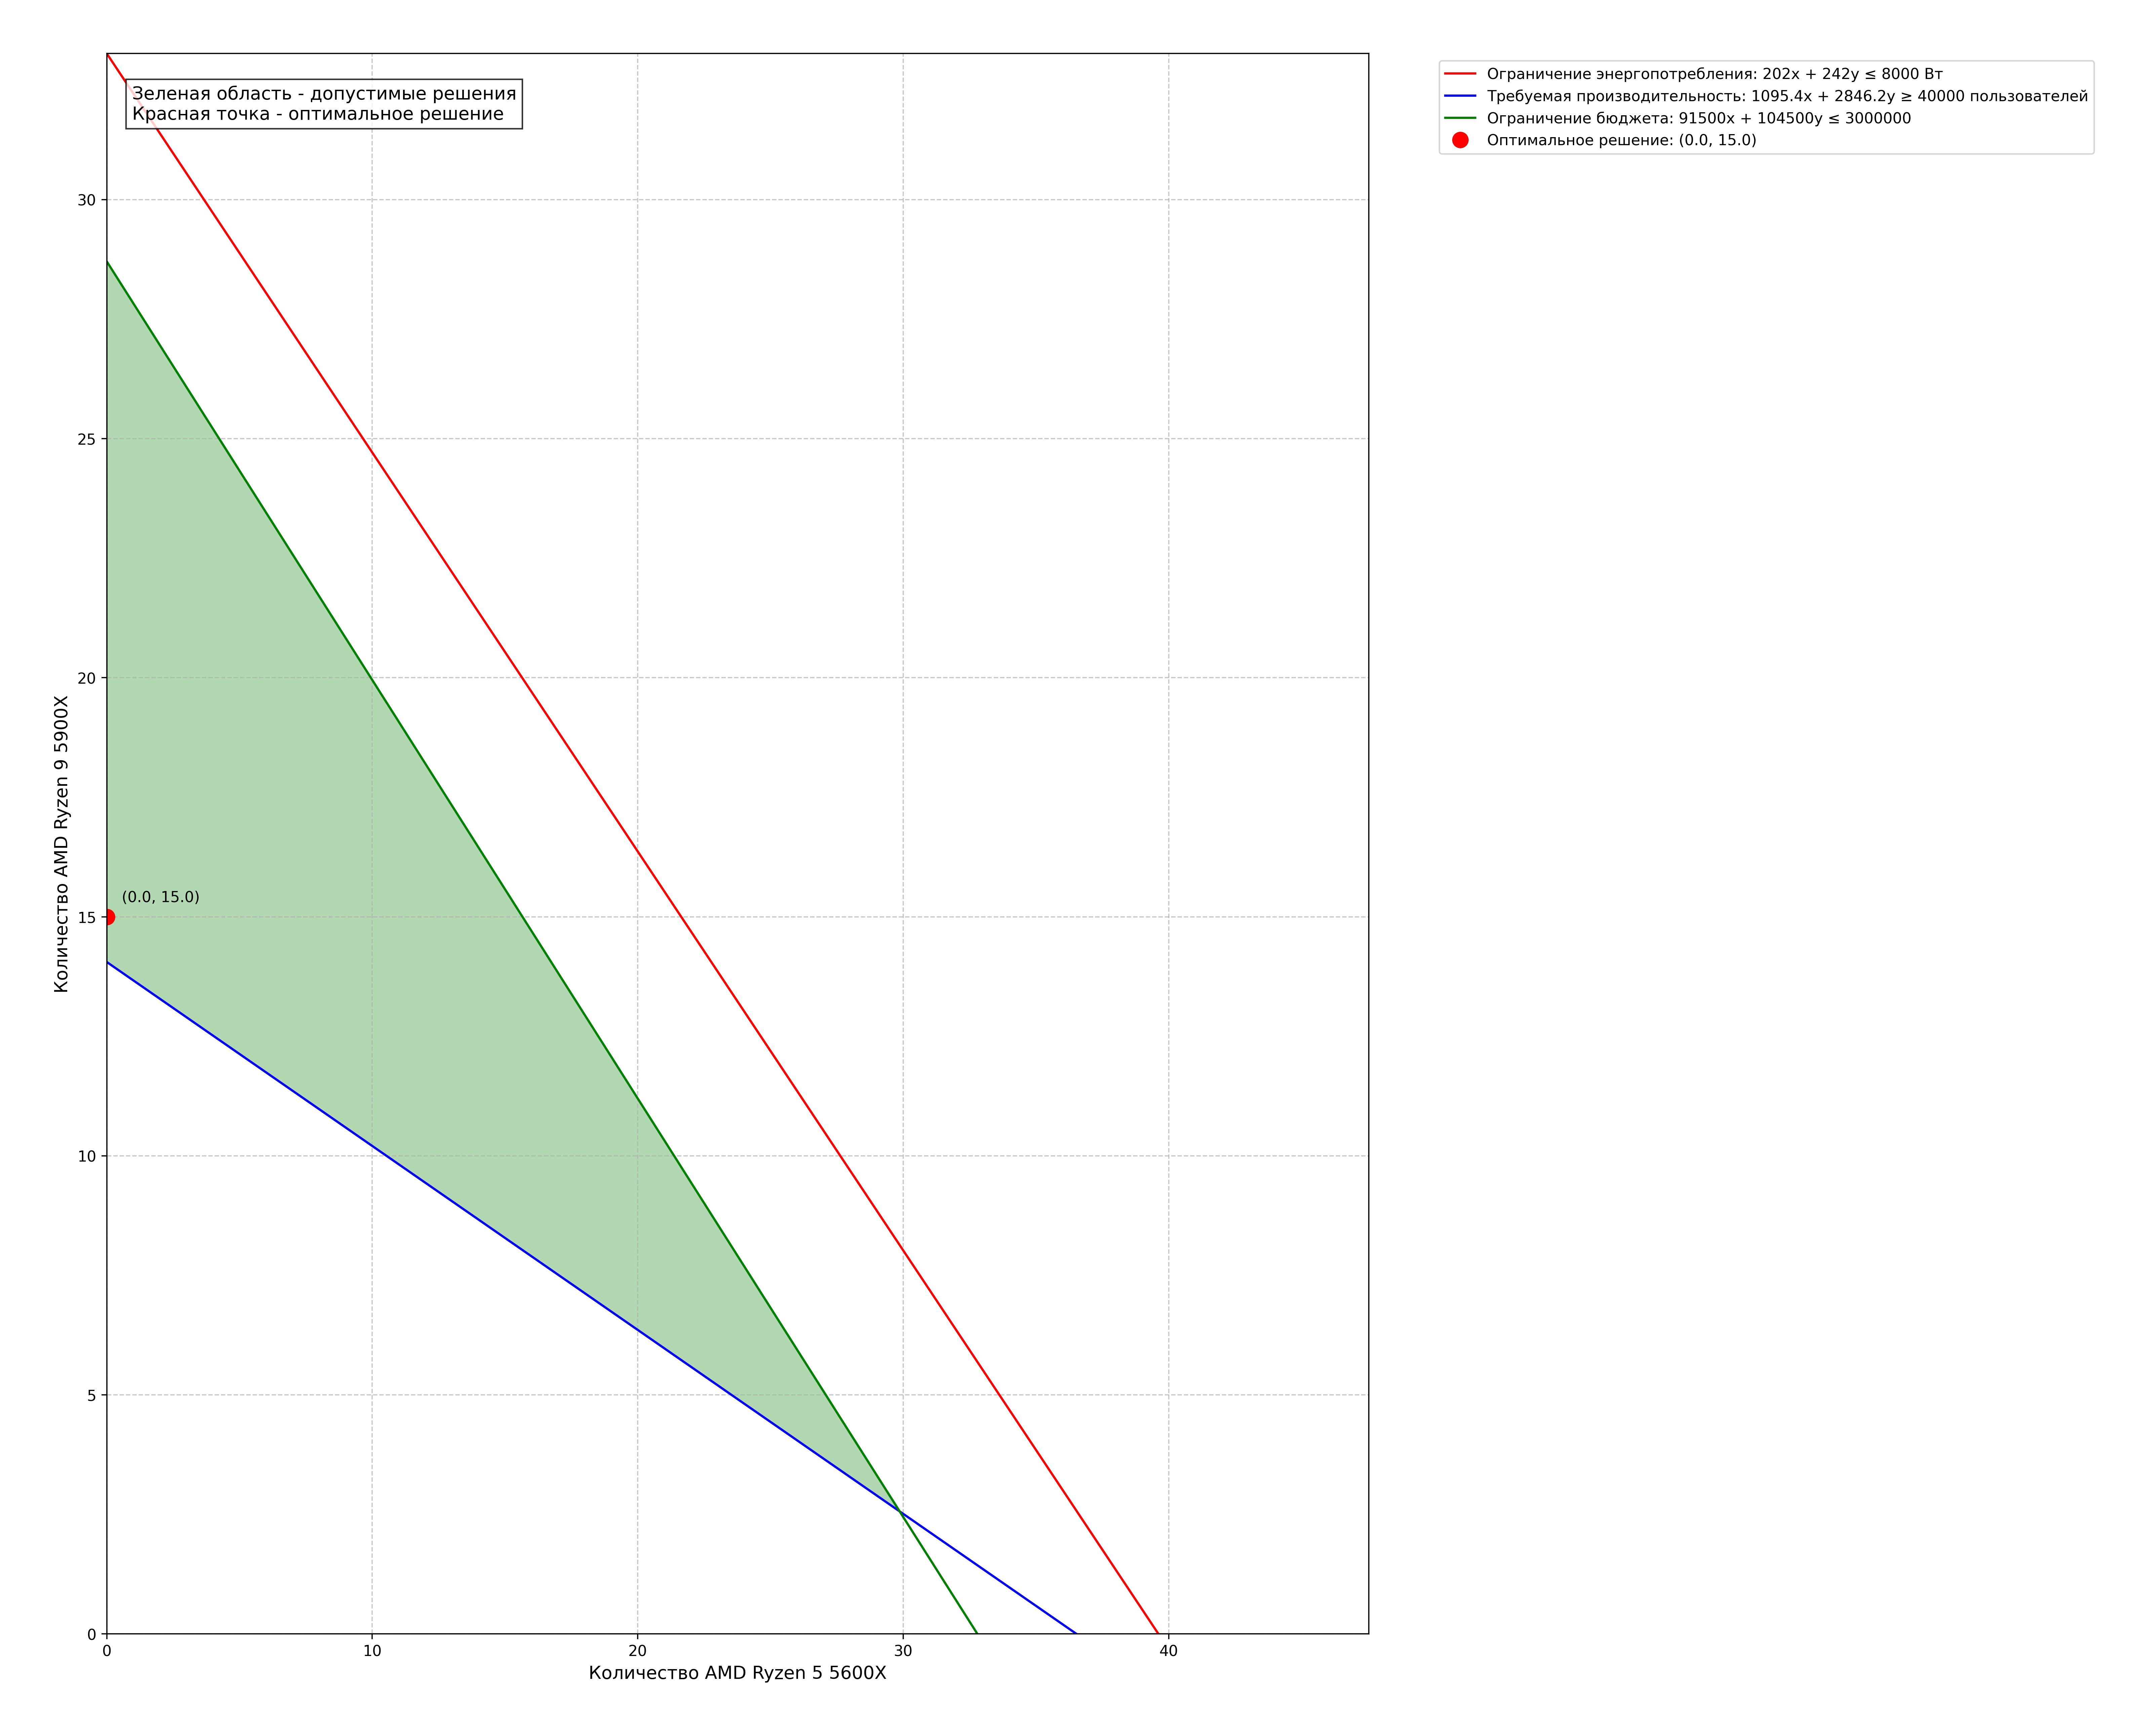 Зеленая область - допустимые решения
Красная точка - оптимальное решение
Ограничение энергопотребления: 202x + 242y ≤ 8000 Вт
Требуемая производительность: 1095.4x + 2846.2y ≥ 40000 пользователей
Ограничение бюджета: 91500x + 104500y ≤ 3000000
Оптимальное решение: (0.0, 15.0)
Количество AMD Ryzen 9 5900X
30
25
20
15
10
5
0
(0.0, 15.0)
0 10 20 30 40
Количество AMD Ryzen 5 5600X